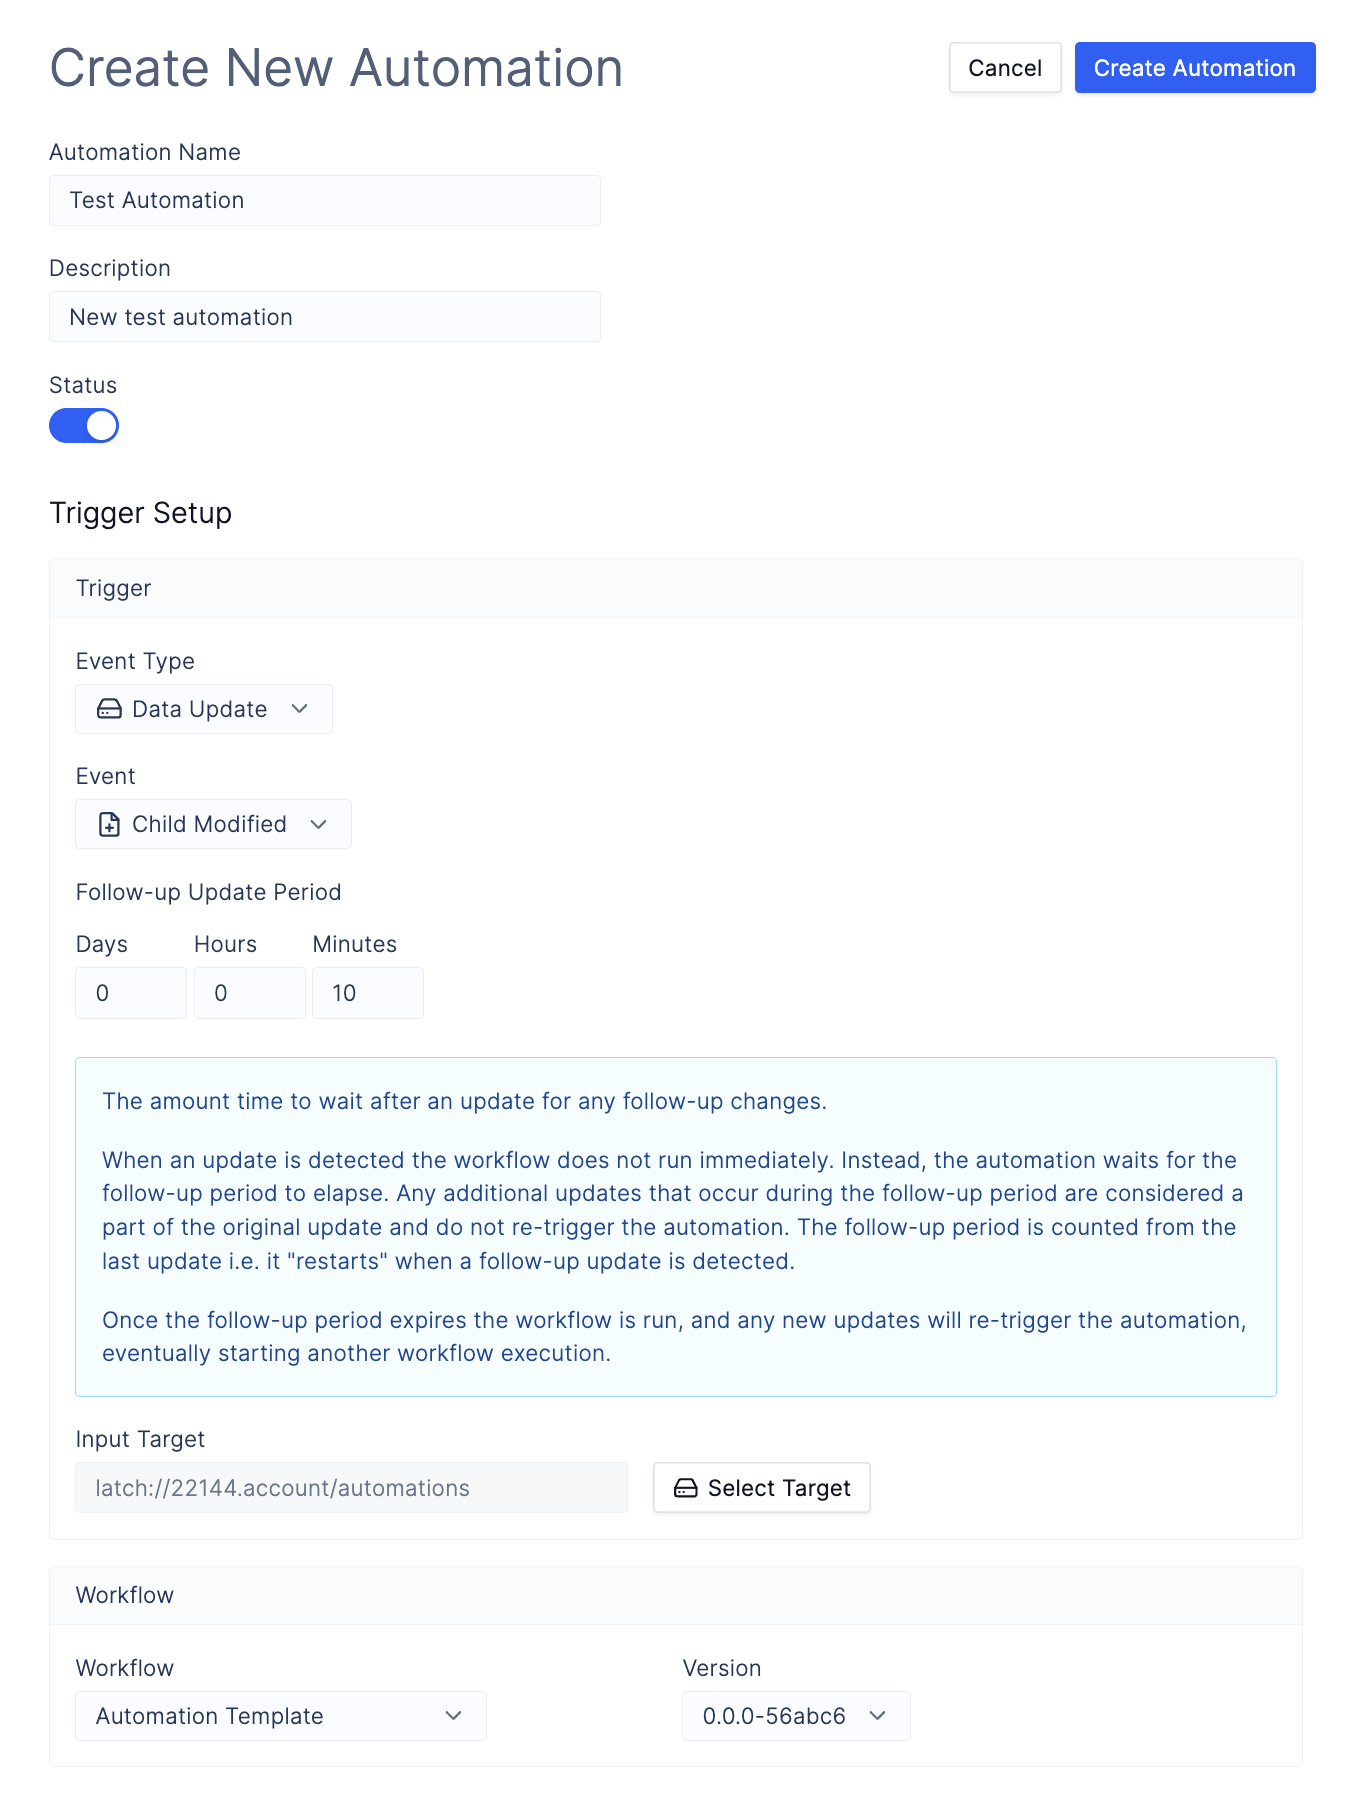 Create New Automation
Cancel
Create Automation
Automation Name
Test Automation
Description
New test automation
Status
Trigger Setup
Trigger
Event Type
Data Update
Event
Child Modified
Follow-up Update Period
Days Hours Minutes
0 0 10
The amount time to wait after an update for any follow-up changes.
When an update is detected the workflow does not run immediately. Instead, the automation waits for the
follow-up period to elapse. Any additional updates that occur during the follow-up period are considered a
part of the original update and do not re-trigger the automation. The follow-up period is counted from the
last update i.e. it "restarts" when a follow-up update is detected.
Once the follow-up period expires the workflow is run, and any new updates will re-trigger the automation,
eventually starting another workflow execution.
Input Target
latch://22144.account/automations
Select Target
Workflow
Workflow
Automation Template
Version
0.0.0-56abc6